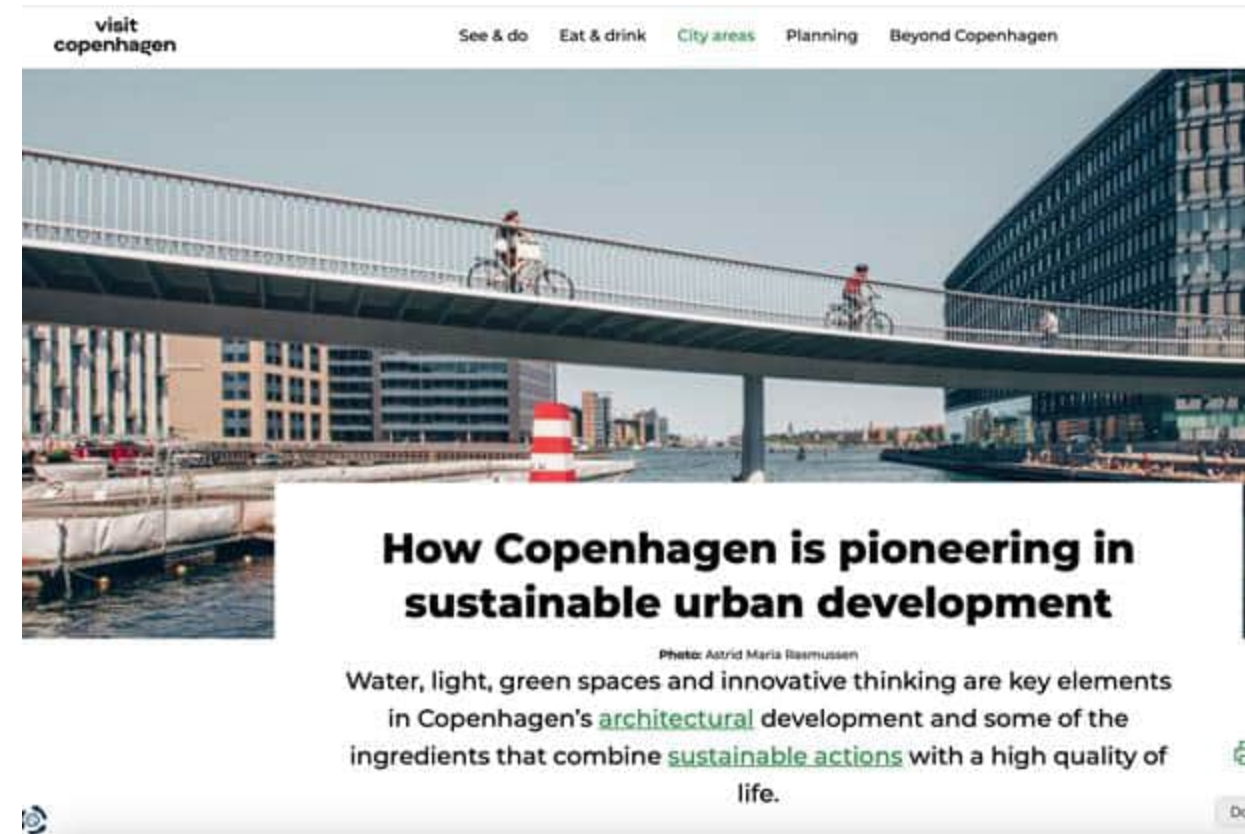 visit
copenhagen
See & do Eat & drink City areas Planning Beyond Copenhagen
How Copenhagen is pioneering in
sustainable urban development
Photo: Astrid Maria Rasmussen
Water, light, green spaces and innovative thinking are key elements
in Copenhagen's architectural development and some of the
ingredients that combine sustainable actions with a high quality of
life.